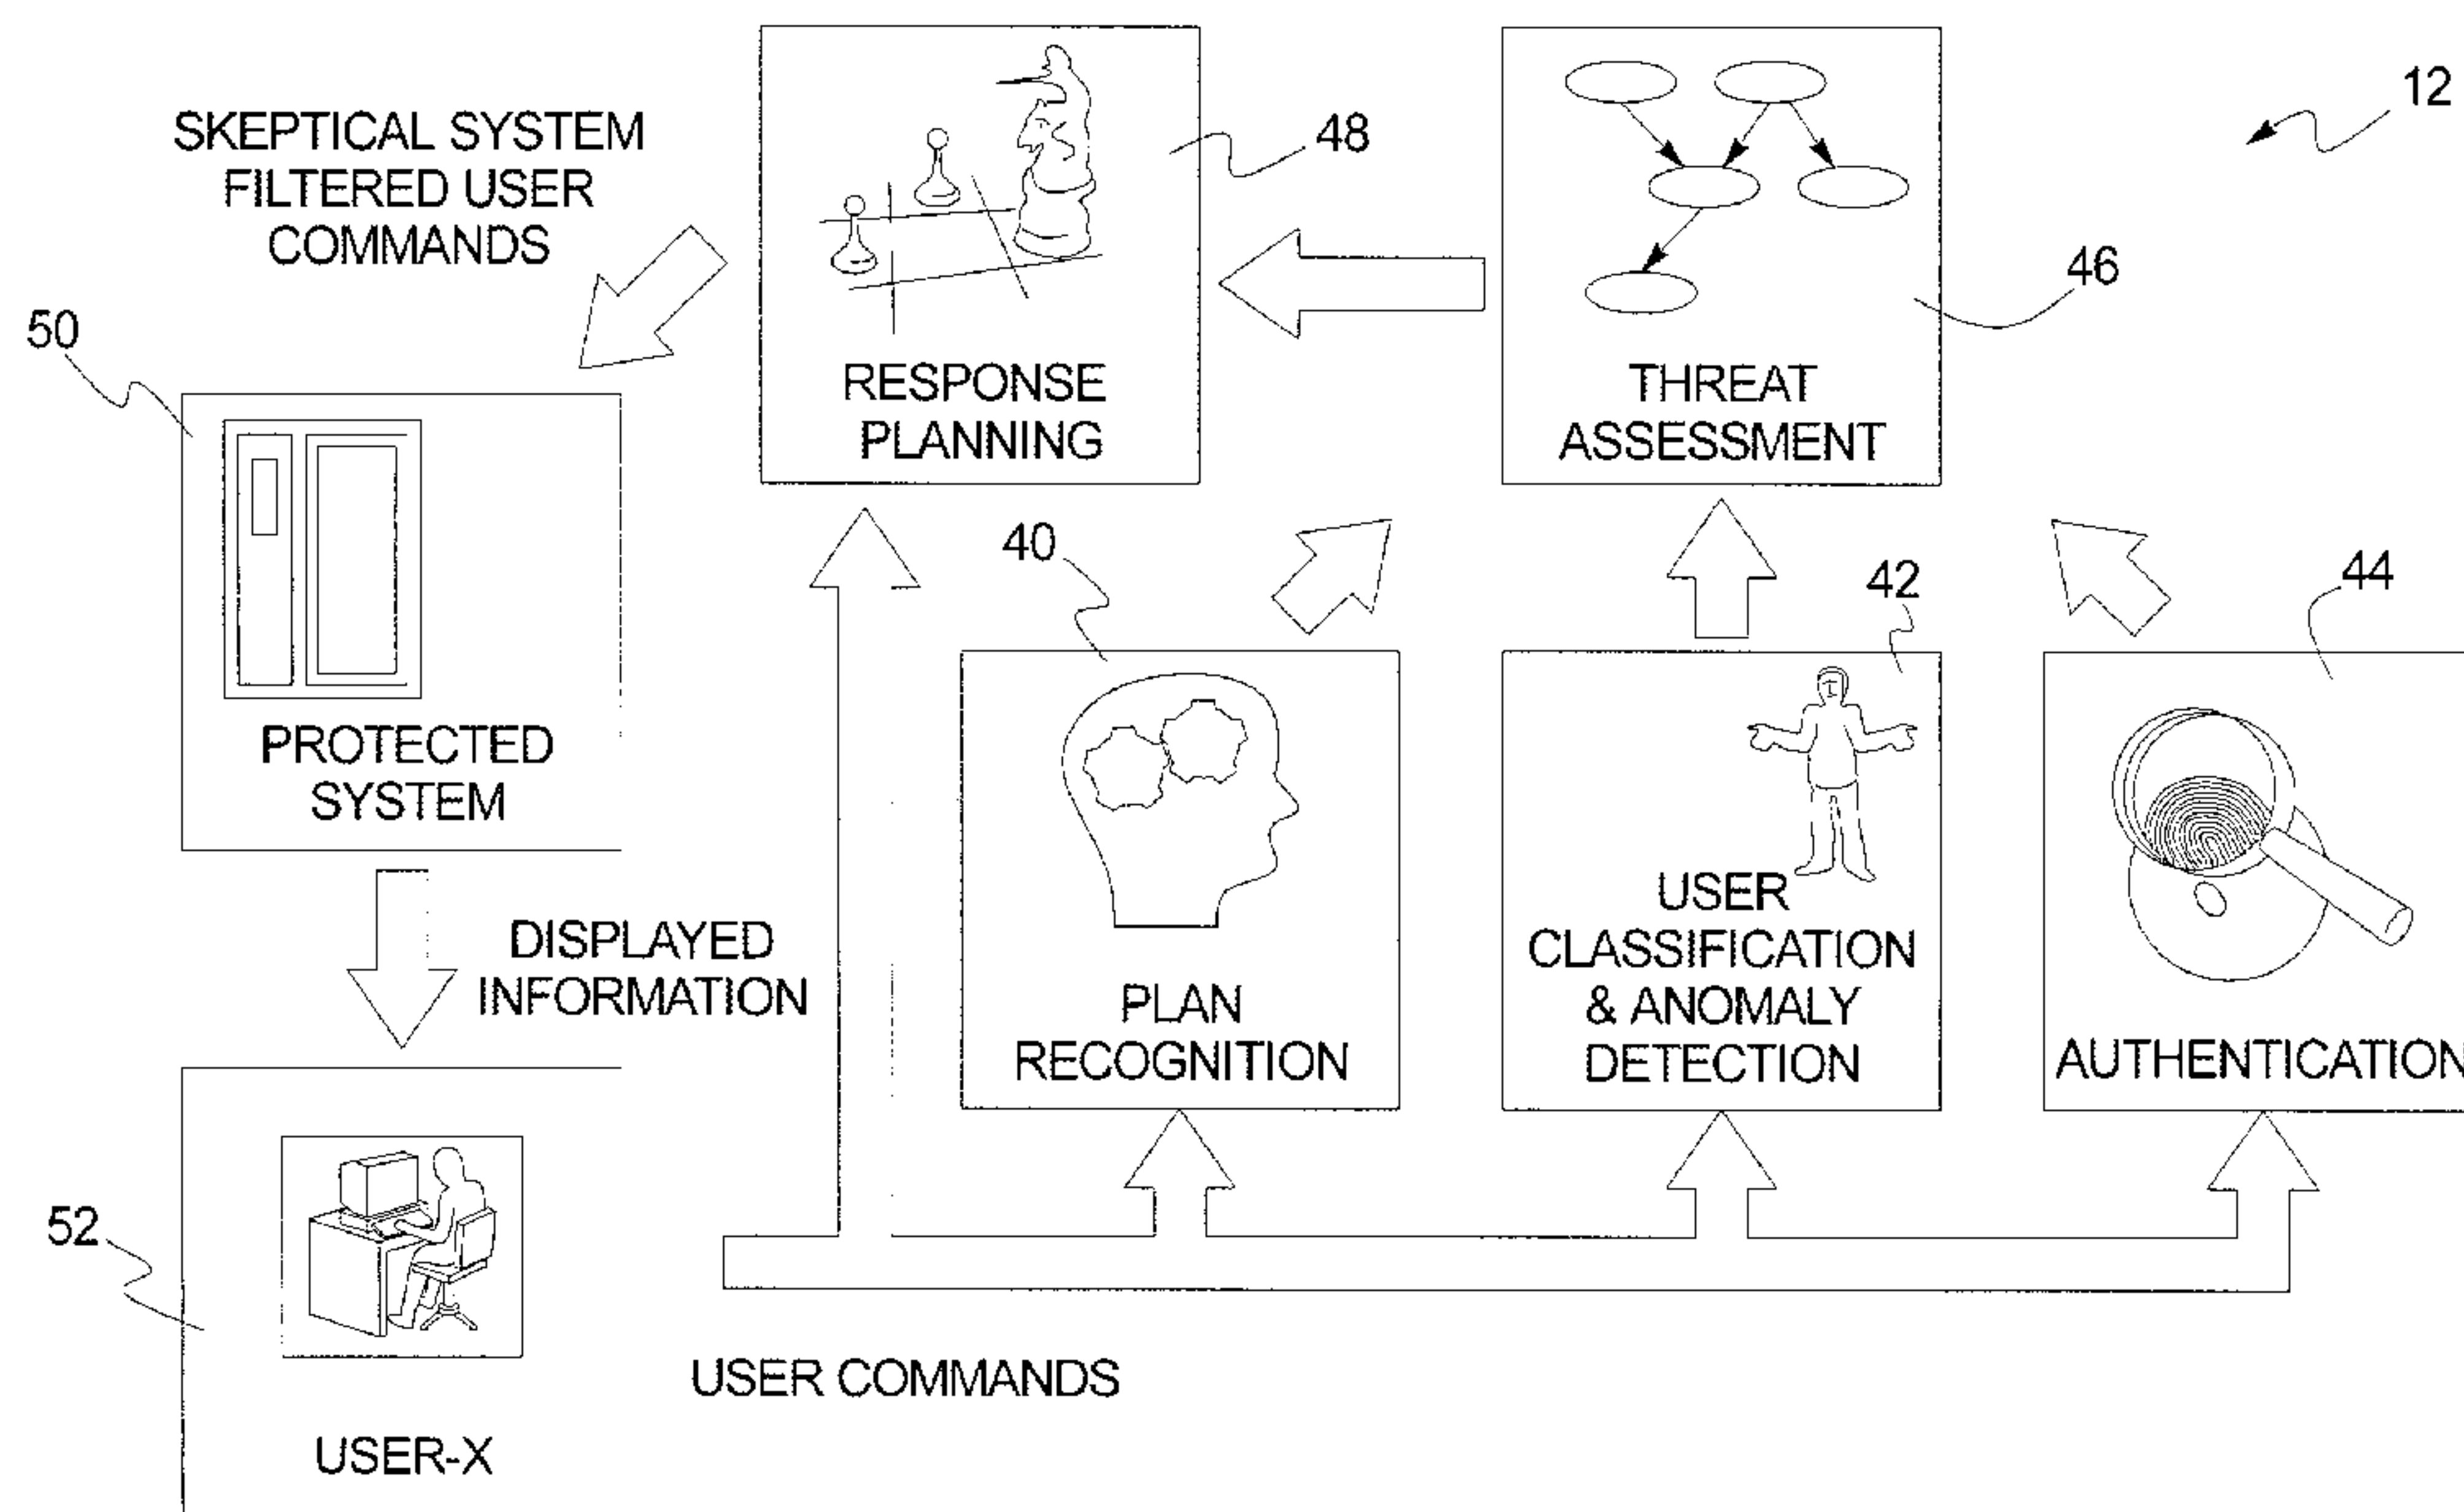 12
SKEPTICAL SYSTEM
FILTERED USER
COMMANDS
48
46
50
RESPONSE
PLANNING
THREAT
ASSESSMENT
40
42
44
PROTECTED
SYSTEM
DISPLAYED
INFORMATION
PLAN
RECOGNITION
USER
CLASSIFICATION
& ANOMALY
DETECTION
AUTHENTICATION
52
USER COMMANDS
USER-X